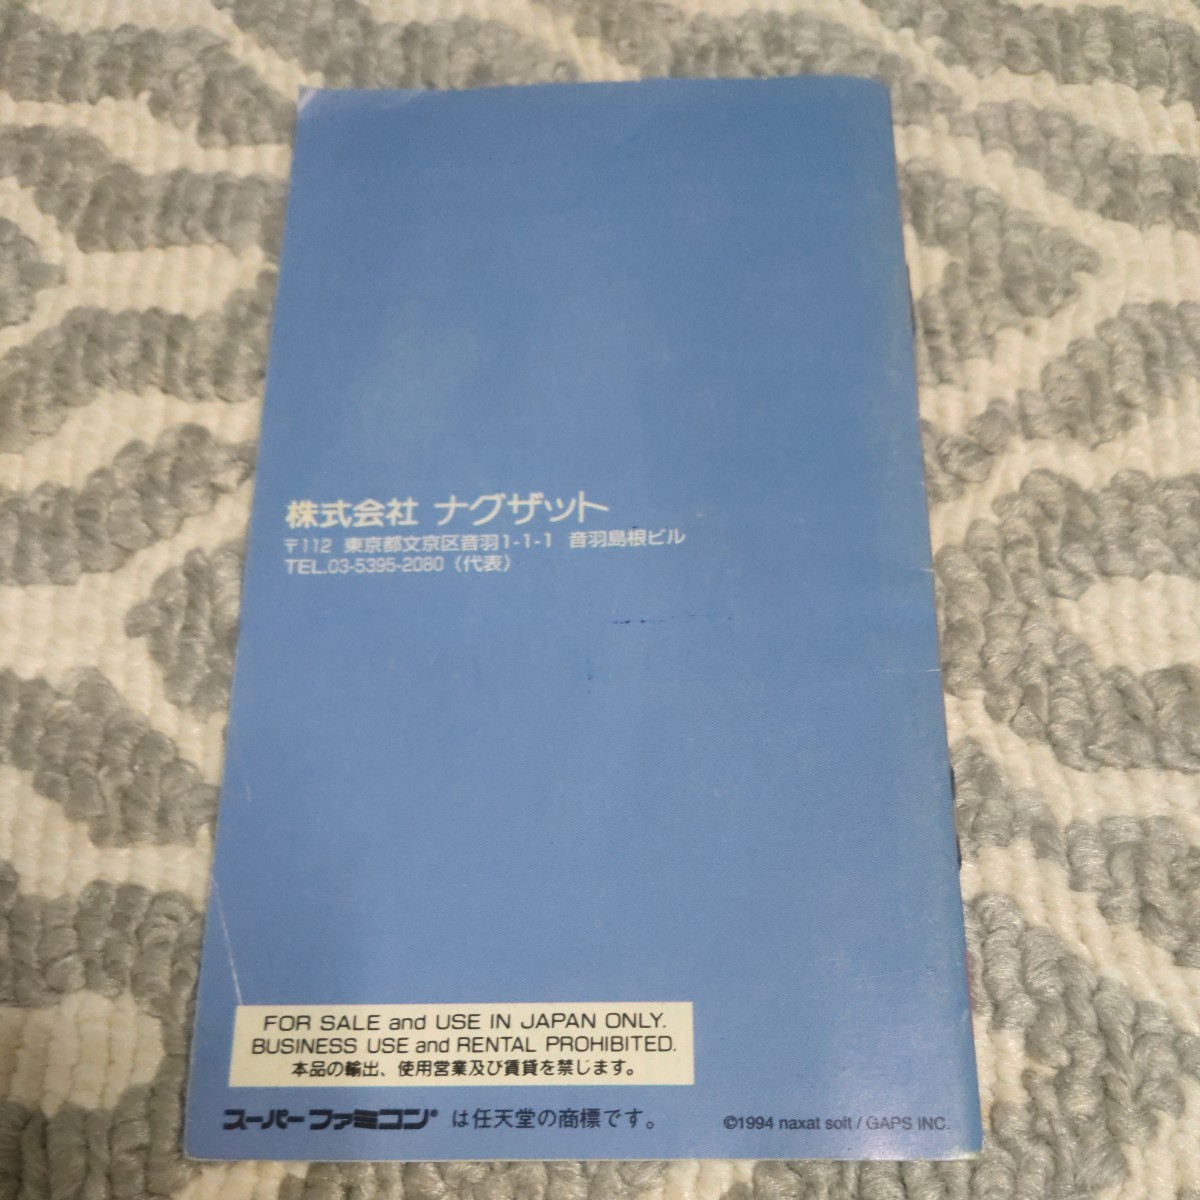 株式会社 ナグザット
〒112 東京都文京区音羽1-1-1 音羽島根ビル
TEL.03-5395-2080（代表）
FOR SALE and USE IN JAPAN ONLY.
BUSINESS USE and RENTAL PROHIBITED.
本品の輸出、使用営業及び賃貸を禁じます。
スーパーファミコン® は任天堂の商標です。
©1994 naxat soft / GAPS INC.